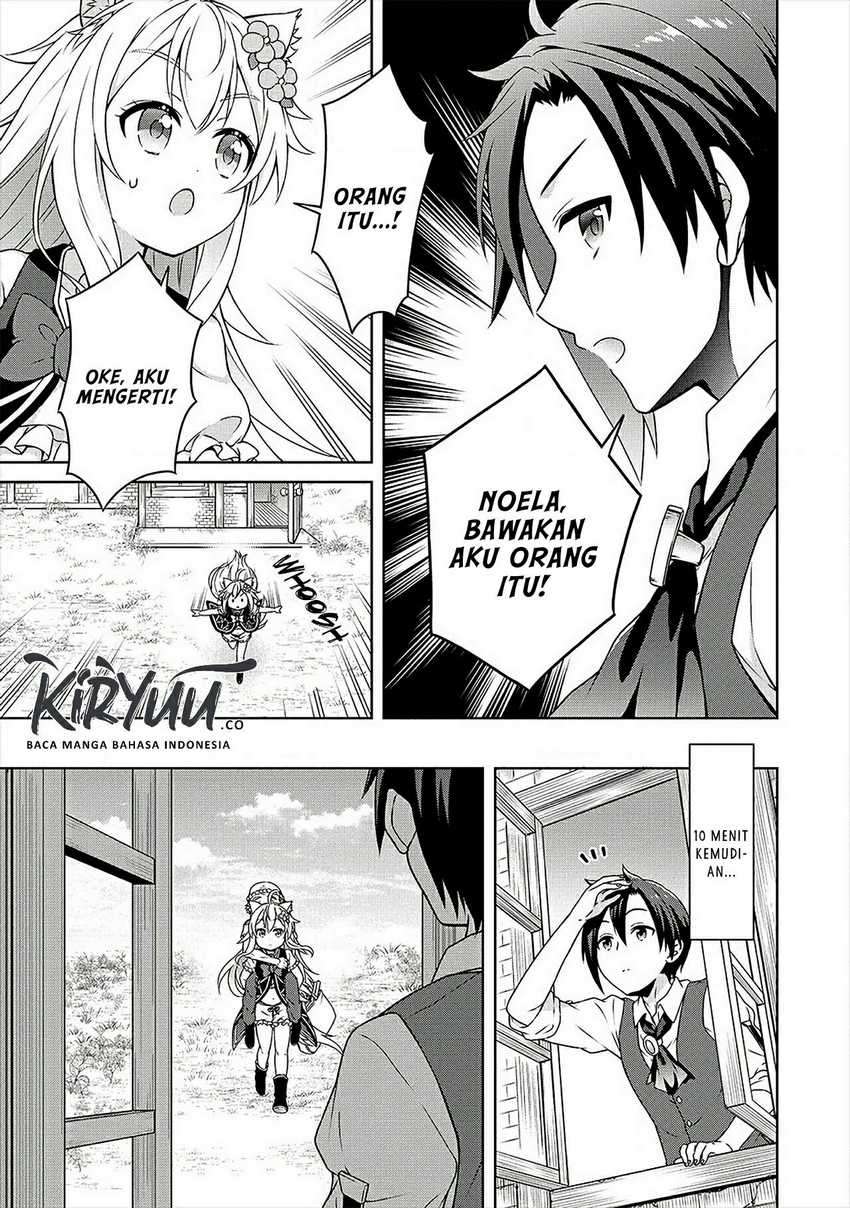 ORANG
ITU...!
NOELA,
BAWAKAN
AKU ORANG
ITU!
OKE, AKU
MENGERTI!
WHOOSH
KIRYUU.CO
BACA MANGA BAHASA INDONESIA
10 MENIT
KEMUDI-
AN...